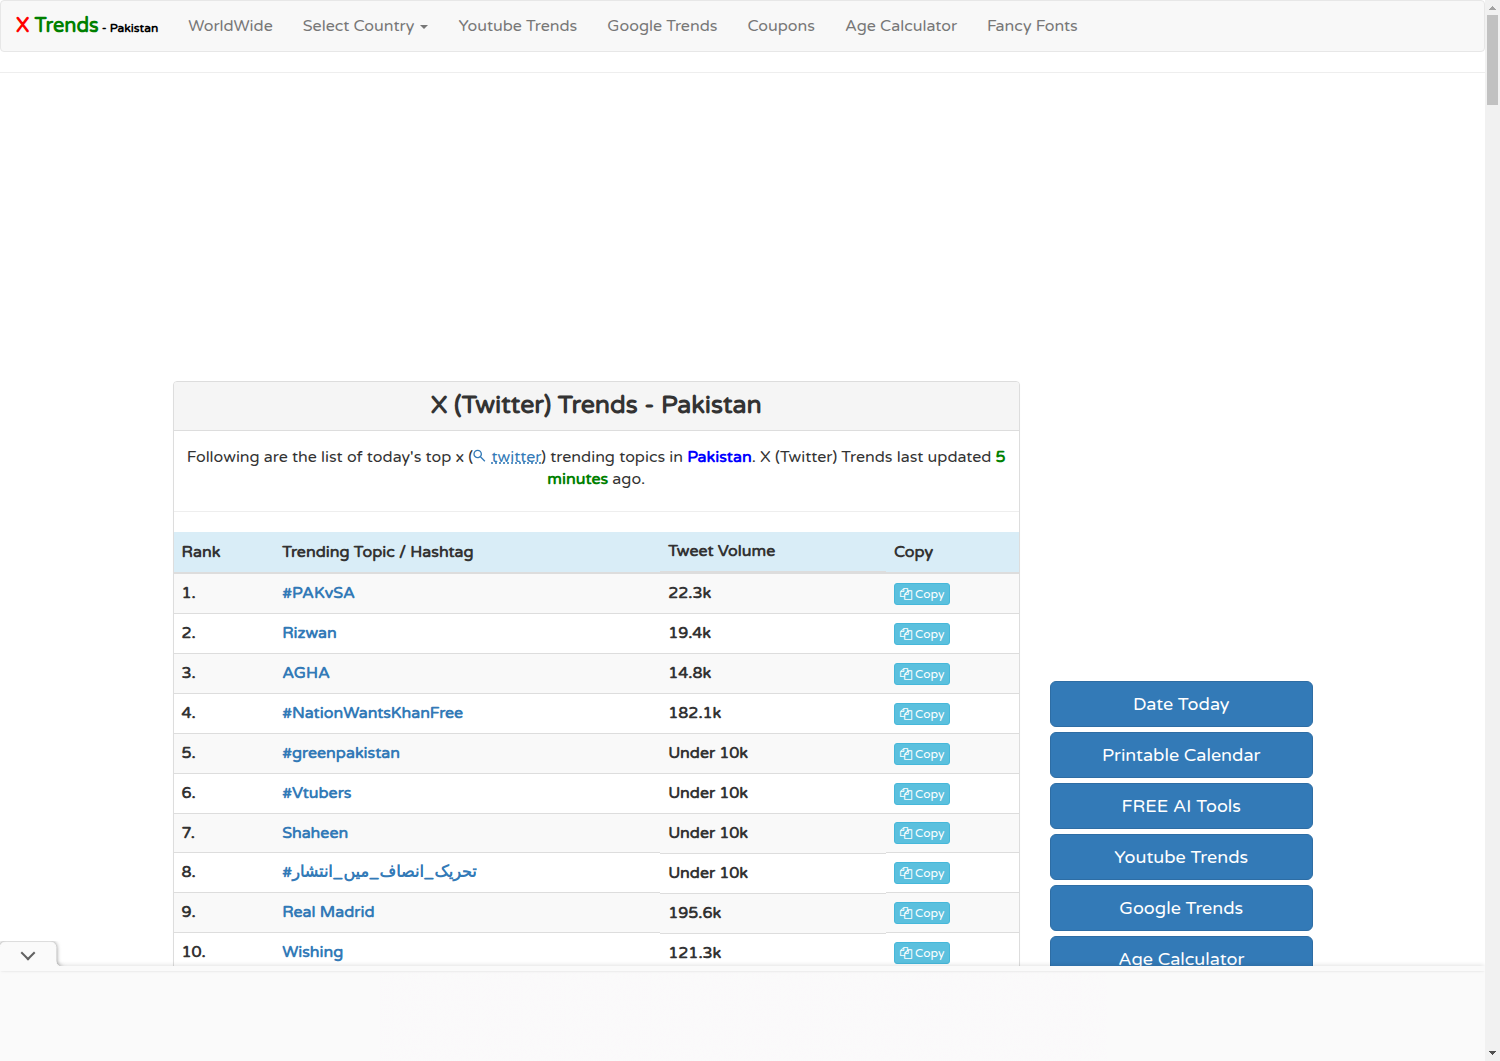 X Trends - Pakistan WorldWide Select Country Youtube Trends Google Trends Coupons Age Calculator Fancy Fonts
X (Twitter) Trends - Pakistan
Following are the list of today's top x (twitter) trending topics in Pakistan. X (Twitter) Trends last updated 5
minutes ago.
Rank Trending Topic / Hashtag Tweet Volume Copy
1. #PAKvSA 22.3k Copy
2. Rizwan 19.4k Copy
3. AGHA 14.8k Copy
4. #NationWantsKhanFree 182.1k Copy
5. #greenpakistan Under 10k Copy
6. #Vtubers Under 10k Copy
7. Shaheen Under 10k Copy
8. #تحریک_انصاف_میں_انتشار Under 10k Copy
9. Real Madrid 195.6k Copy
10. Wishing 121.3k Copy
Date Today
Printable Calendar
FREE AI Tools
Youtube Trends
Google Trends
Age Calculator